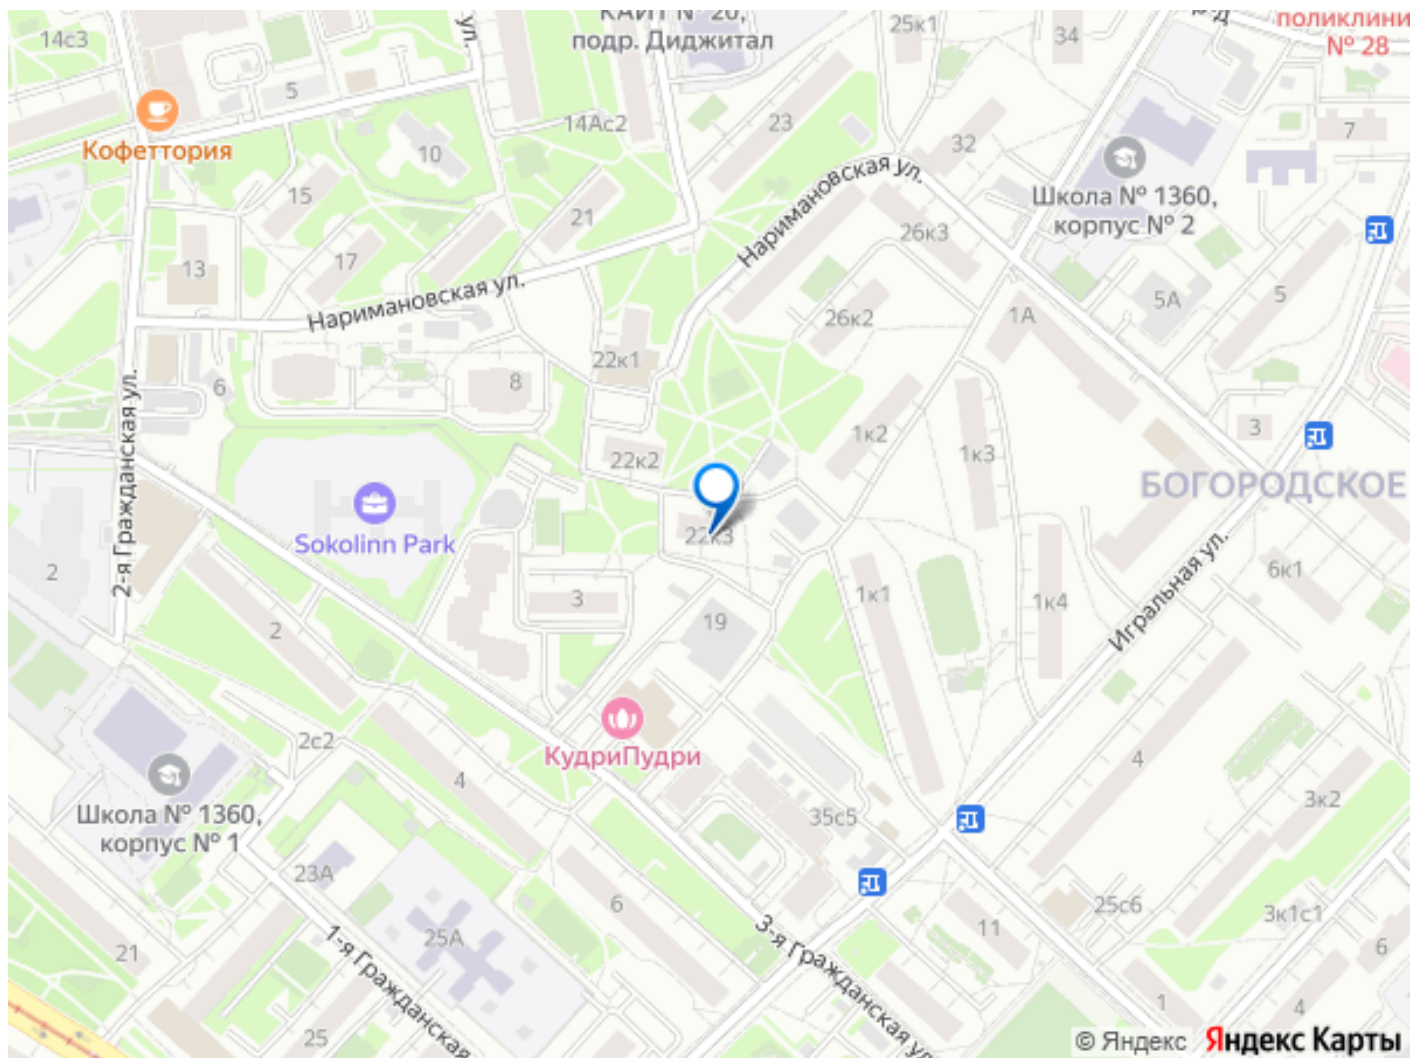 КАИТ № 20,
подр. Диджитал
14с3
ул.
25к1
34
поликлини
№ 28
5
Кофеттория
14Ас2
23
32
7
10
Школа № 1360,
корпус № 2
15
21
Наримановская ул.
26к3
17
13
5А
5
Наримановская ул.
26к2
1А
22к1
6
8
2-я Гражданская ул.
1к2
3
22к2
1к3
БОГОРОДСКОЕ
Sokolinn Park
22к3
2
6к1
3
1к1
1к4
Игральная ул.
2
19
2с2
КудриПудри
4
4
Школа № 1360,
корпус № 1
35с5
3к2
23А
6
25с6
3к1с1
11
3-я Гражданская ул.
25А
1-я Гражданская
21
6
25
1
4
© Яндекс Яндекс Карты